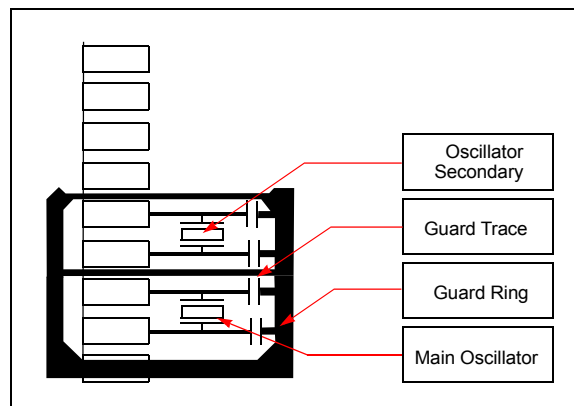 Oscillator
Secondary
Guard Trace
Guard Ring
Main Oscillator